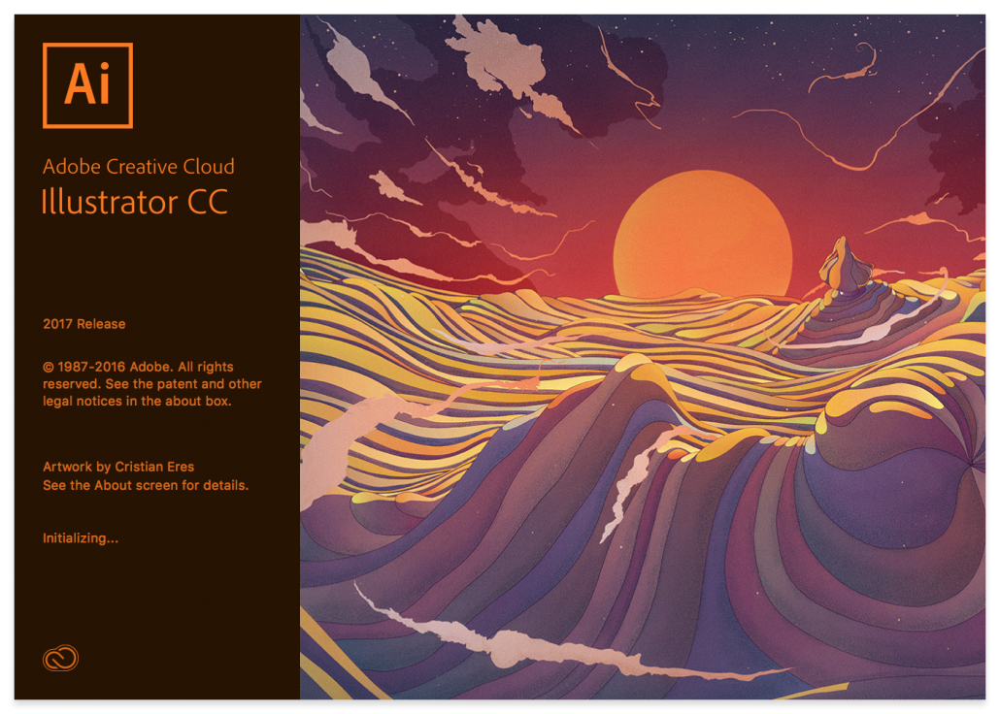 Ai
Adobe Creative Cloud
Illustrator CC
2017 Release
© 1987-2016 Adobe. All rights
reserved. See the patent and other
legal notices in the about box.
Artwork by Cristian Eres
See the About screen for details.
Initializing...